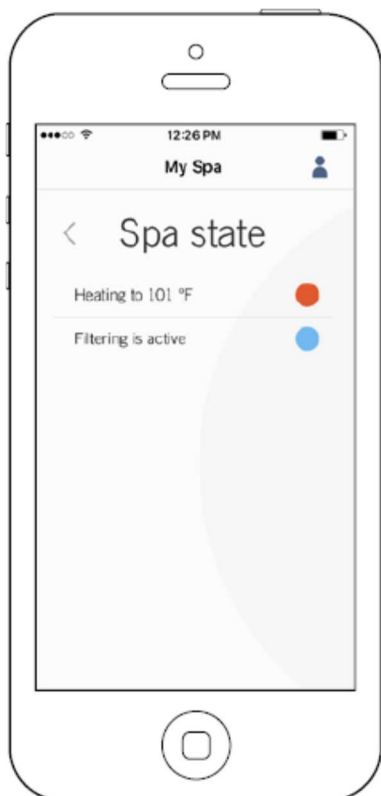 12:26 PM
My Spa
Spa state
Heating to 101 °F
Filtering is active